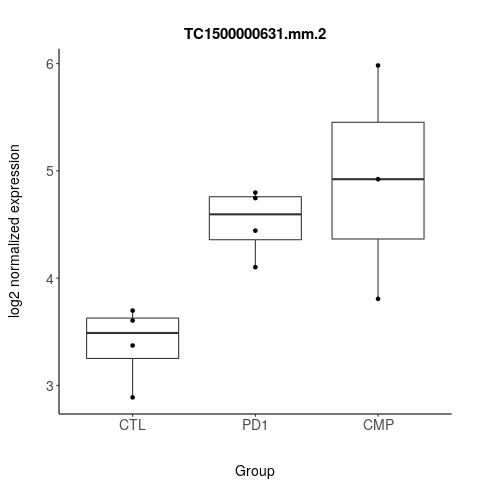 TC1500000631.mm.2
log2 normalized expression
6
5
4
3
CTL PD1 CMP
Group